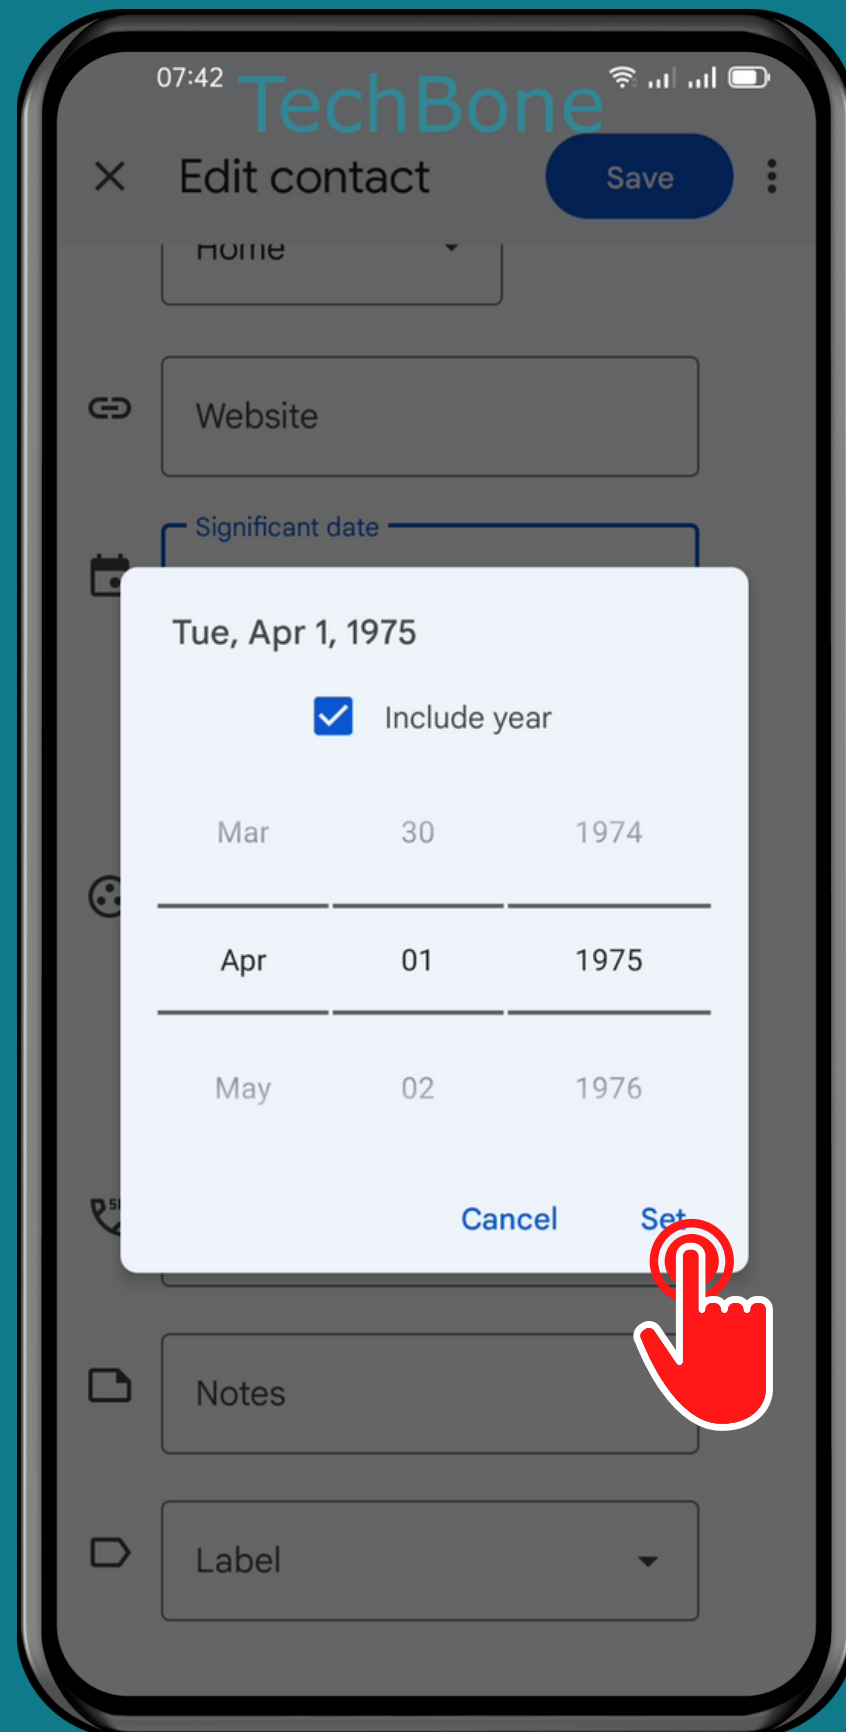 07:42
TechBone
Edit contact
Save
Home
Website
Significant date
Tue, Apr 1, 1975
Include year
Mar 30 1974
Apr 01 1975
May 02 1976
Cancel Set
Notes
Label